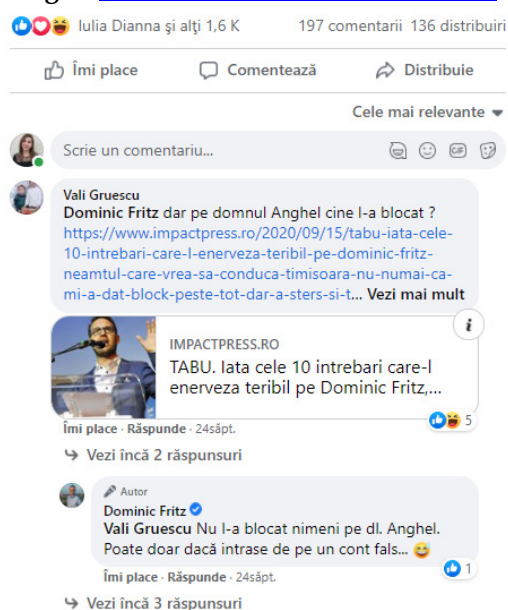 Iulia Dianna și alți 1,6 K 197 comentarii 136 distribuiri
Îmi place Comentează Distribuie
Cele mai relevante
Scrie un comentariu... GIF
Vali Gruescu
Dominic Fritz dar pe domnul Anghel cine l-a blocat ?
https://www.impactpress.ro/2020/09/15/tabu-iata-cele-
10-intrebari-care-l-enerveza-teribil-pe-dominic-fritz-
neamtul-care-vrea-sa-conduca-timisoara-nu-numai-ca-
mi-a-dat-block-peste-tot-dar-a-sters-si-t... Vezi mai mult
i
IMPACTPRESS.RO
TABU. Iata cele 10 intrebari care-l
enerveza teribil pe Dominic Fritz,...
5
Îmi place · Răspunde · 24săpt.
Vezi încă 2 răspunsuri
Autor
Dominic Fritz
Vali Gruescu Nu l-a blocat nimeni pe dl. Anghel.
Poate doar dacă intrase de pe un cont fals... 😅
1
Îmi place · Răspunde · 24săpt.
Vezi încă 3 răspunsuri